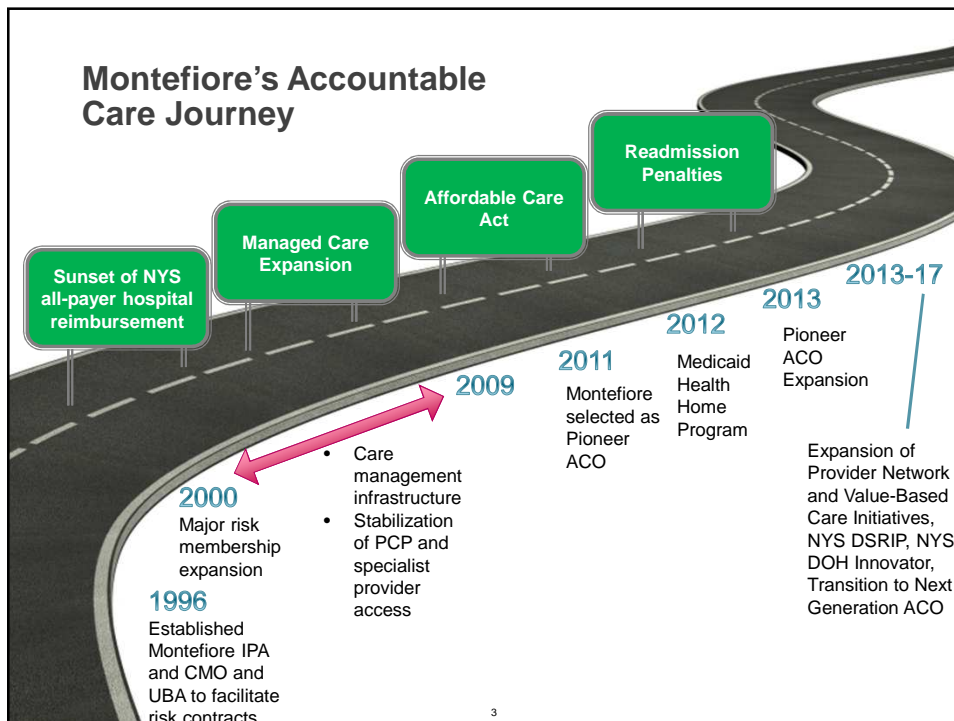 Montefiore's Accountable
Care Journey
Sunset of NYS
all-payer hospital
reimbursement
Managed Care
Expansion
Affordable Care
Act
Readmission
Penalties
1996
Established
Montefiore IPA
and CMO and
UBA to facilitate
risk contracts
2000
Major risk
membership
expansion
• Care
management
infrastructure
• Stabilization
of PCP and
specialist
provider
access
2009
2011
Montefiore
selected as
Pioneer
ACO
2012
Medicaid
Health
Home
Program
2013
Pioneer
ACO
Expansion
2013-17
Expansion of
Provider Network
and Value-Based
Care Initiatives,
NYS DSRIP, NYS
DOH Innovator,
Transition to Next
Generation ACO
3